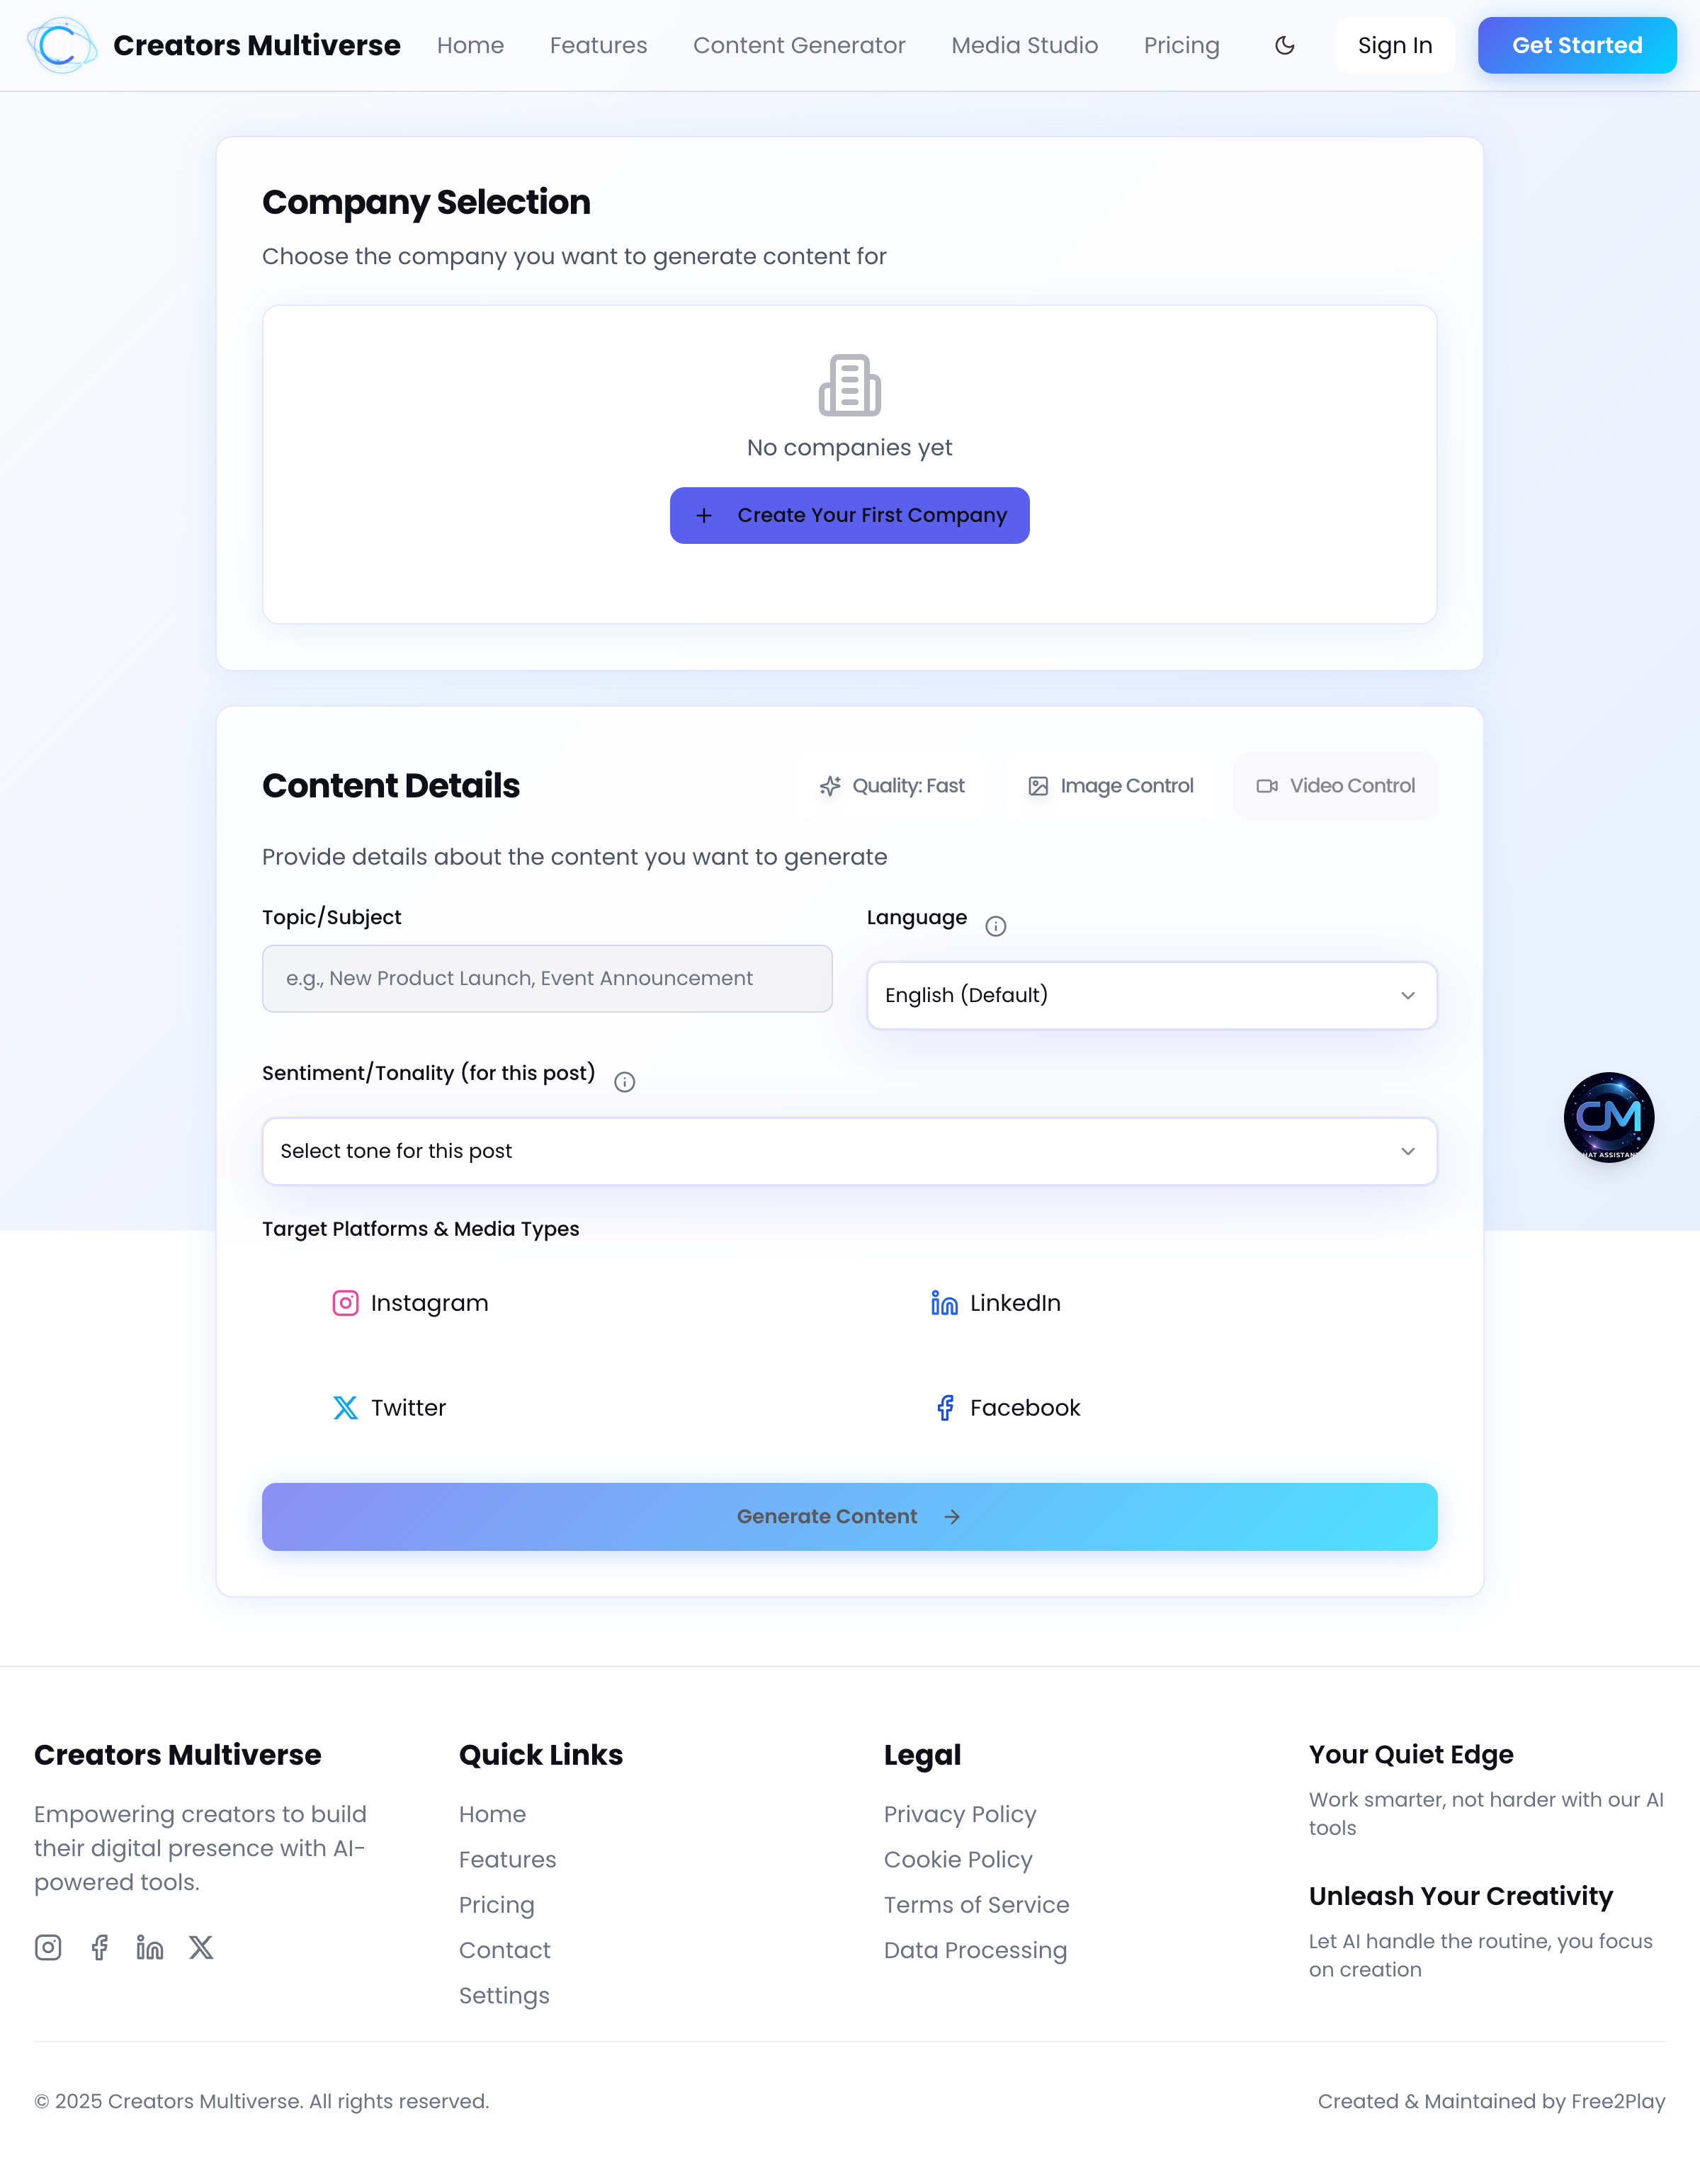 Creators Multiverse
Home
Features
Content Generator
Media Studio
Pricing
Sign In
Get Started
Company Selection
Choose the company you want to generate content for
No companies yet
Create Your First Company
Content Details
Quality: Fast
Image Control
Video Control
Provide details about the content you want to generate
Topic/Subject
e.g., New Product Launch, Event Announcement
Language
English (Default)
Sentiment/Tonality (for this post)
Select tone for this post
CM
HAT ASSISTAN
Target Platforms & Media Types
Instagram
LinkedIn
Twitter
Facebook
Generate Content
Creators Multiverse
Empowering creators to build
their digital presence with AI-
powered tools.
Quick Links
Home
Features
Pricing
Contact
Settings
Legal
Privacy Policy
Cookie Policy
Terms of Service
Data Processing
Your Quiet Edge
Work smarter, not harder with our AI
tools
Unleash Your Creativity
Let AI handle the routine, you focus
on creation
© 2025 Creators Multiverse. All rights reserved.
Created & Maintained by Free2Play